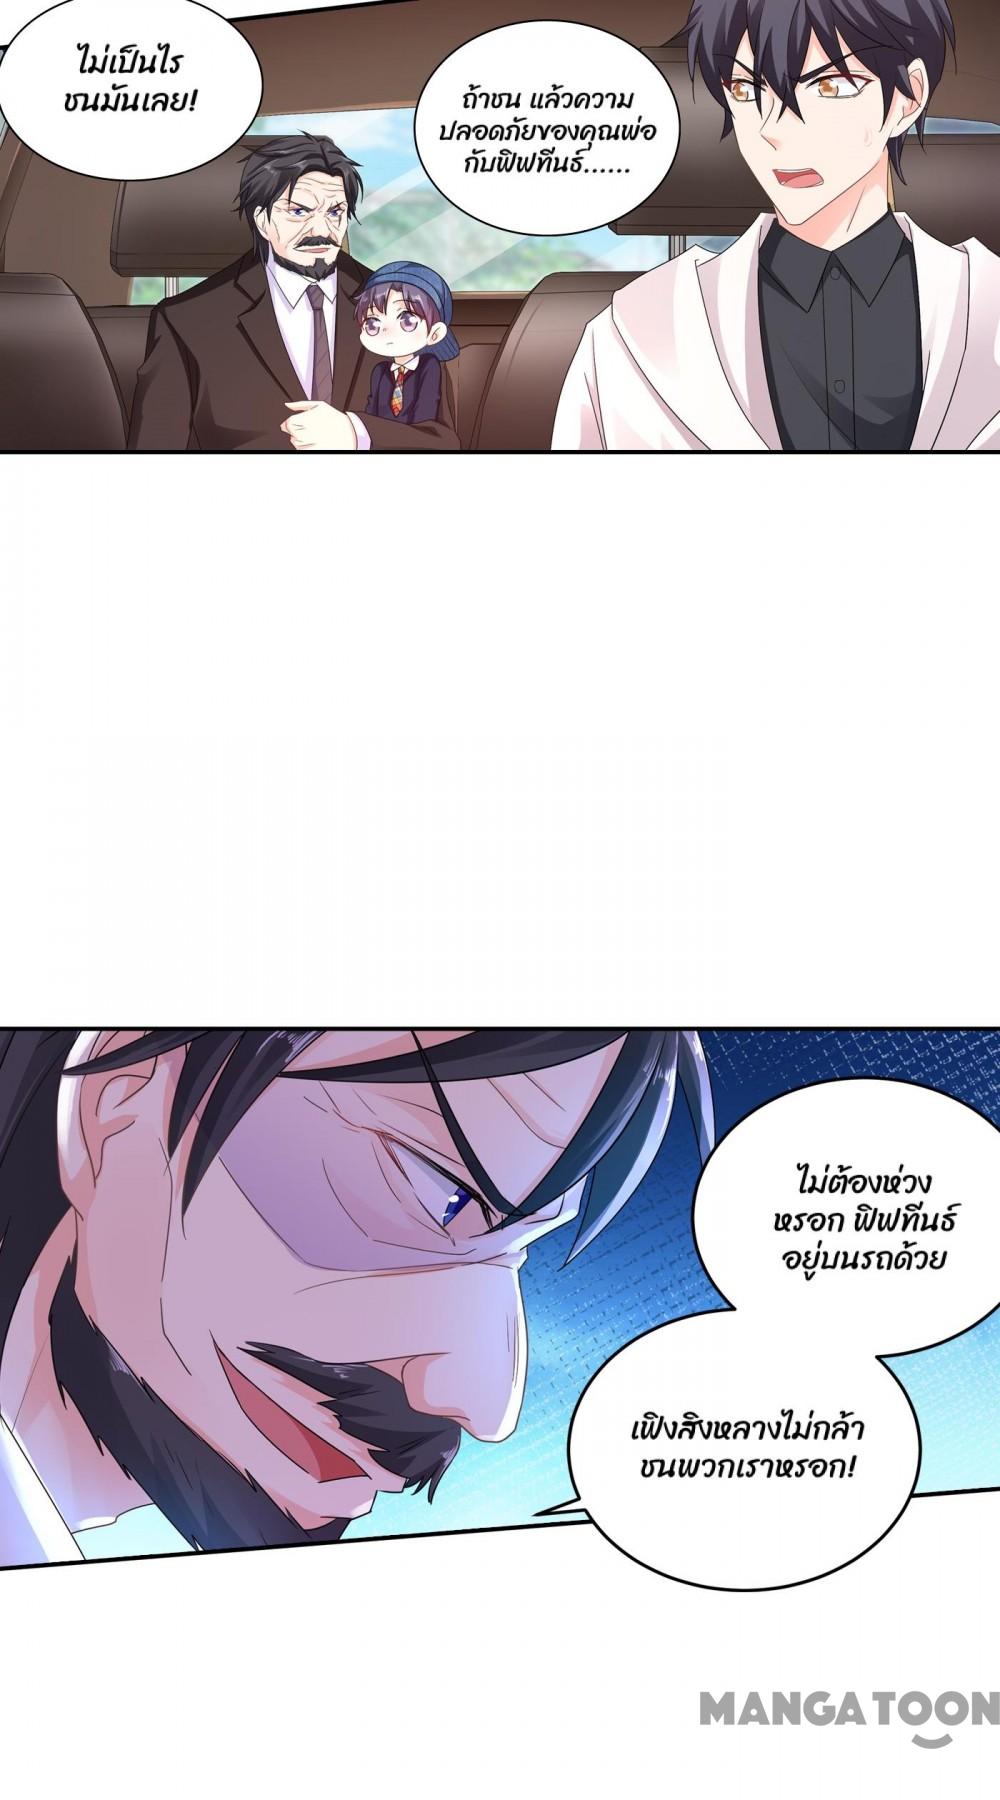 ไม่เป็นไร
ชนมันเลย!
ถ้าชน แล้วความ
ปลอดภัยของคุณพ่อ
กับฟิฟทีนธ์......
ไม่ต้องห่วง
หรอก ฟิฟทีนธ์
อยู่บนรถด้วย
เฟิงสิงหลางไม่กล้า
ชนพวกเราหรอก!
MANGATOON